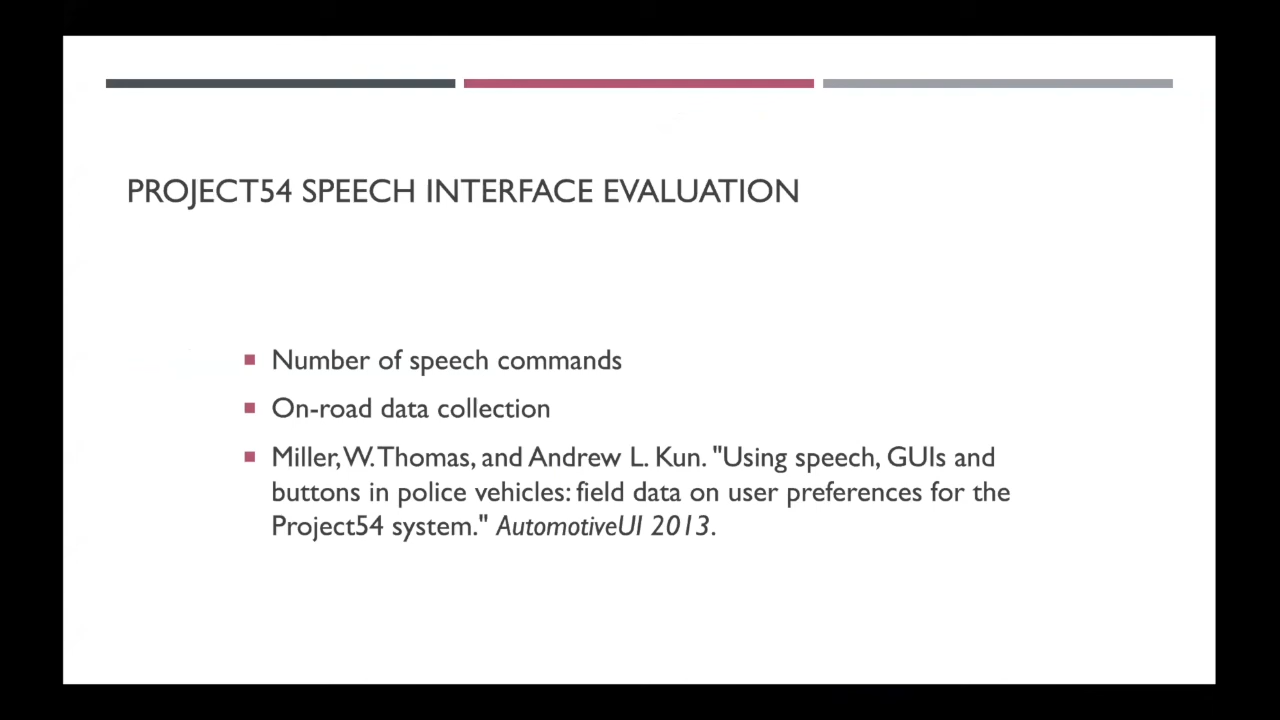 PROJECT54 SPEECH INTERFACE EVALUATION
Number of speech commands
On-road data collection
Miller, W. Thomas, and Andrew L. Kun. "Using speech, GUIs and
buttons in police vehicles: field data on user preferences for the
Project54 system." AutomotiveUI 2013.